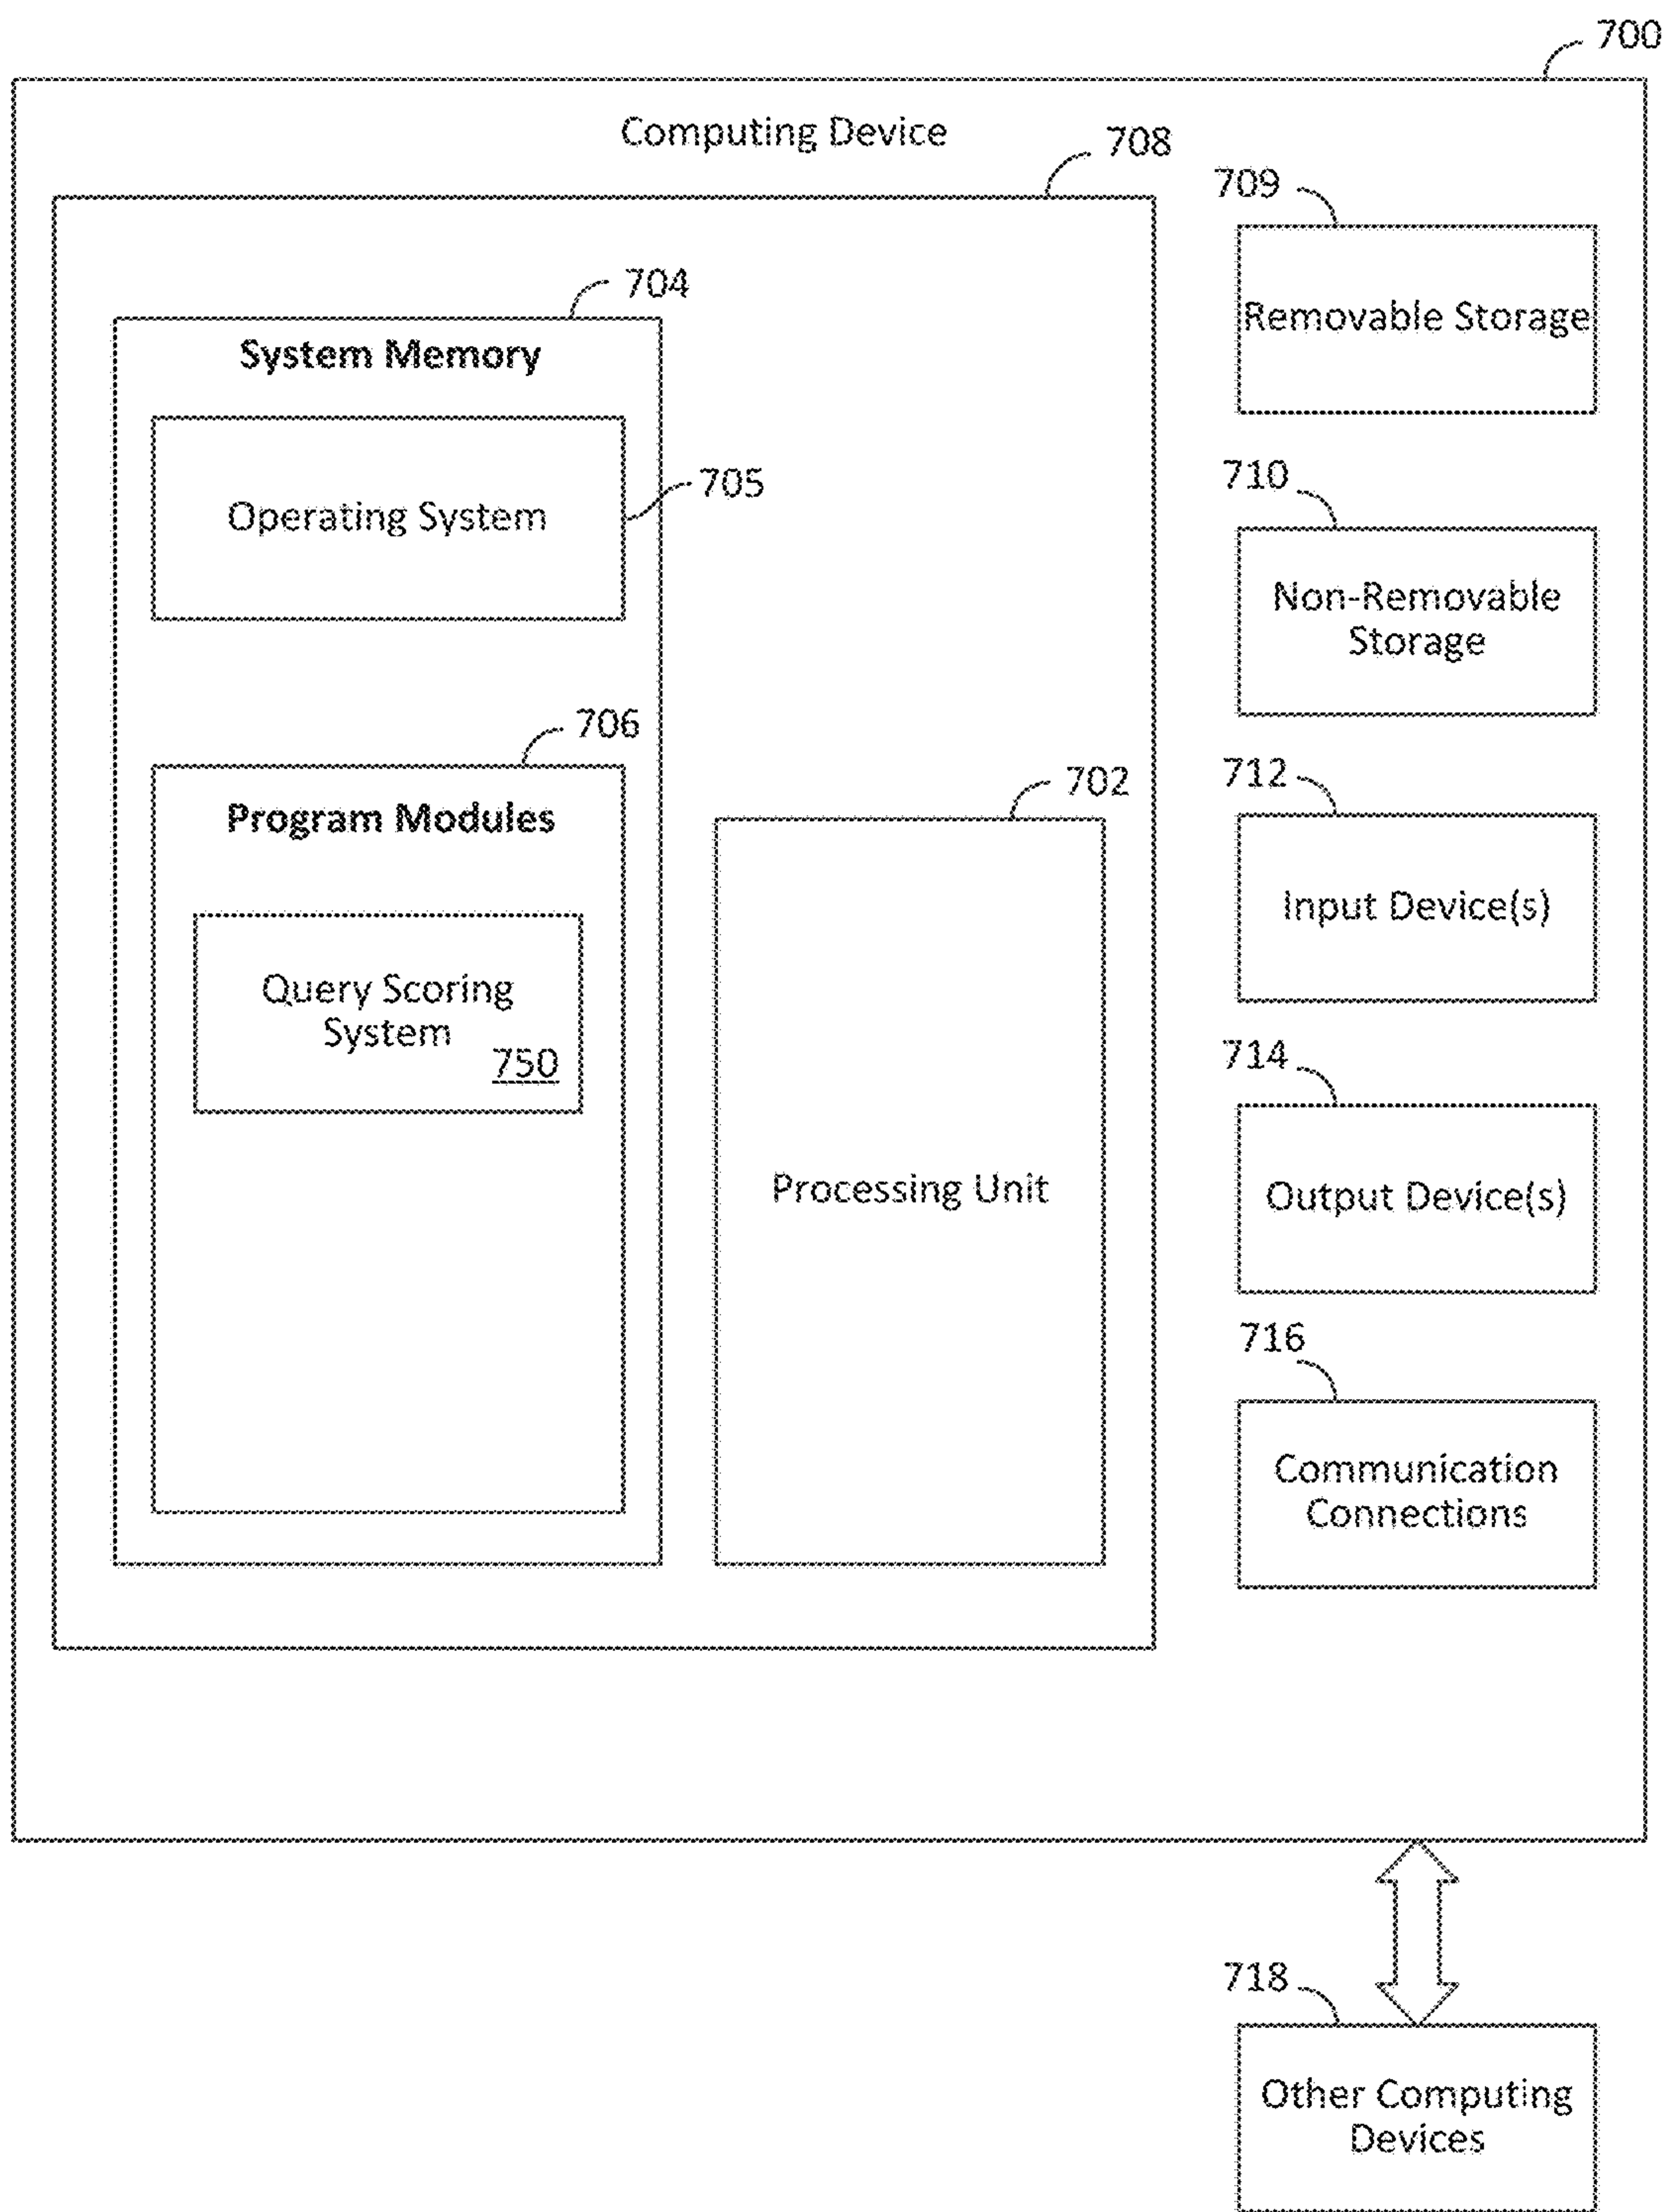 700
Computing Device
708
709
Removable Storage
704
System Memory
Operating System
705
710
Non-Removable
Storage
706
Program Modules
702
712
Input Device(s)
Query Scoring
System
750
Processing Unit
714
Output Device(s)
716
Communication
Connections
718
Other Computing
Devices